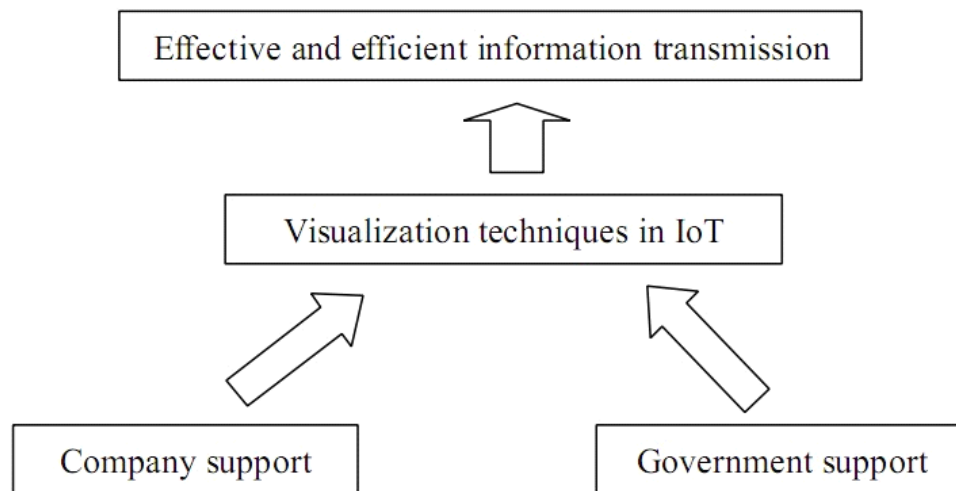 Effective and efficient information transmission
Visualization techniques in IoT
Company support
Government support